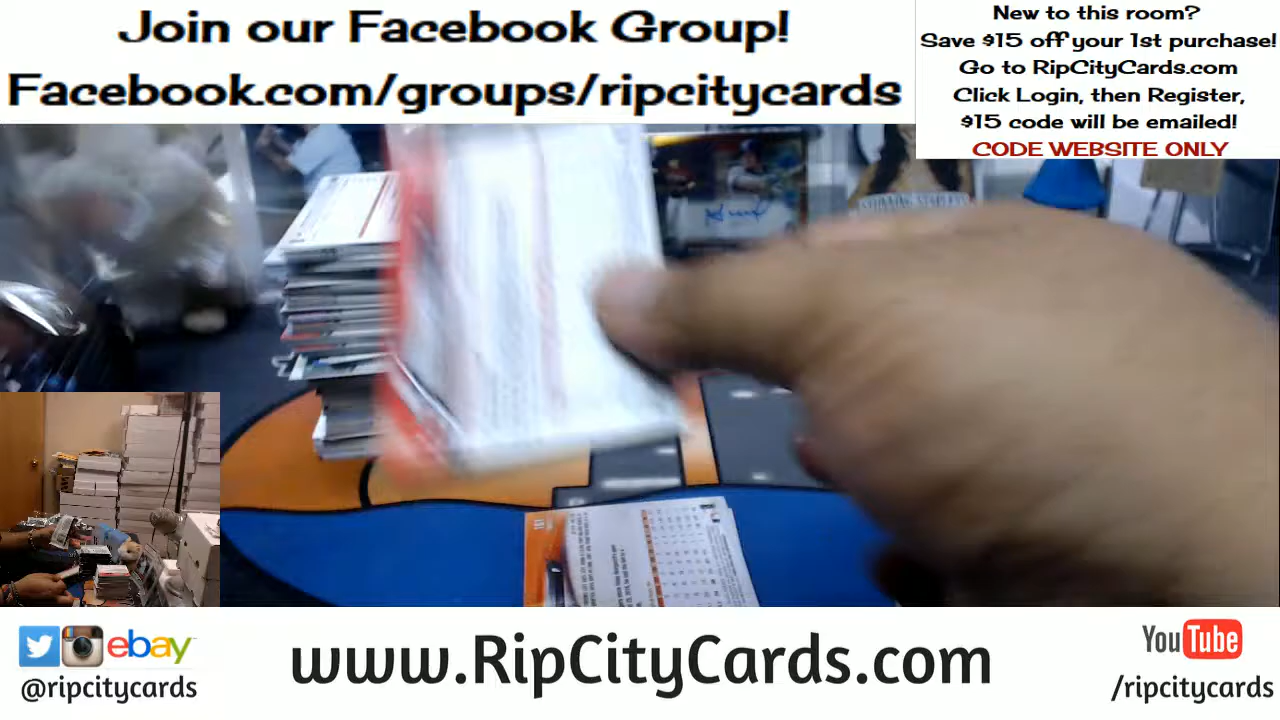 Join our Facebook Group!
Facebook.com/groups/ripcitycards
New to this room?
Save $15 off your 1st purchase!
Go to RipCityCards.com
Click Login, then Register,
$15 code will be emailed!
CODE WEBSITE ONLY
ebay
@ripcitycards
www.RipCityCards.com
YouTube
/ripcitycards